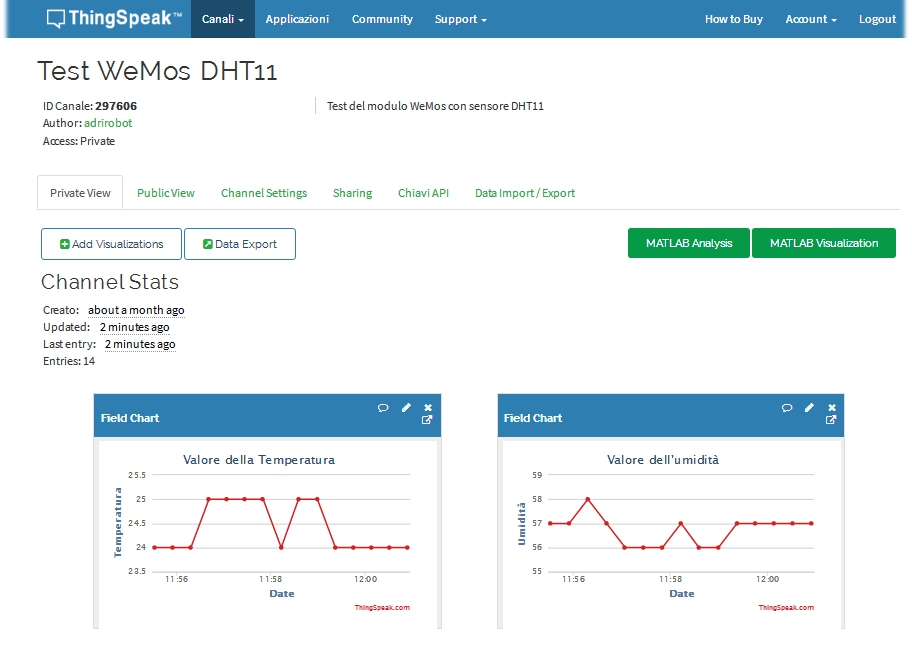 ThingSpeak™ Canali Applicazioni Community Support How to Buy Account Logout
Test WeMos DHT11
ID Canale: 297606
Test del modulo WeMos con sensore DHT11
Author: adrirobot
Access: Private
Private View Public View Channel Settings Sharing Chiavi API Data Import / Export
Add Visualizations Data Export MATLAB Analysis MATLAB Visualization
Channel Stats
Creato: about a month ago
Updated: 2 minutes ago
Last entry: 2 minutes ago
Entries: 14
Field Chart
Valore della Temperatura
Temperatura
25.5
25
24.5
24
23.5
11:56 11:58 12:00
Date
ThingSpeak.com
Field Chart
Valore dell'umidità
Umidità
59
58
57
56
55
11:56 11:58 12:00
Date
ThingSpeak.com